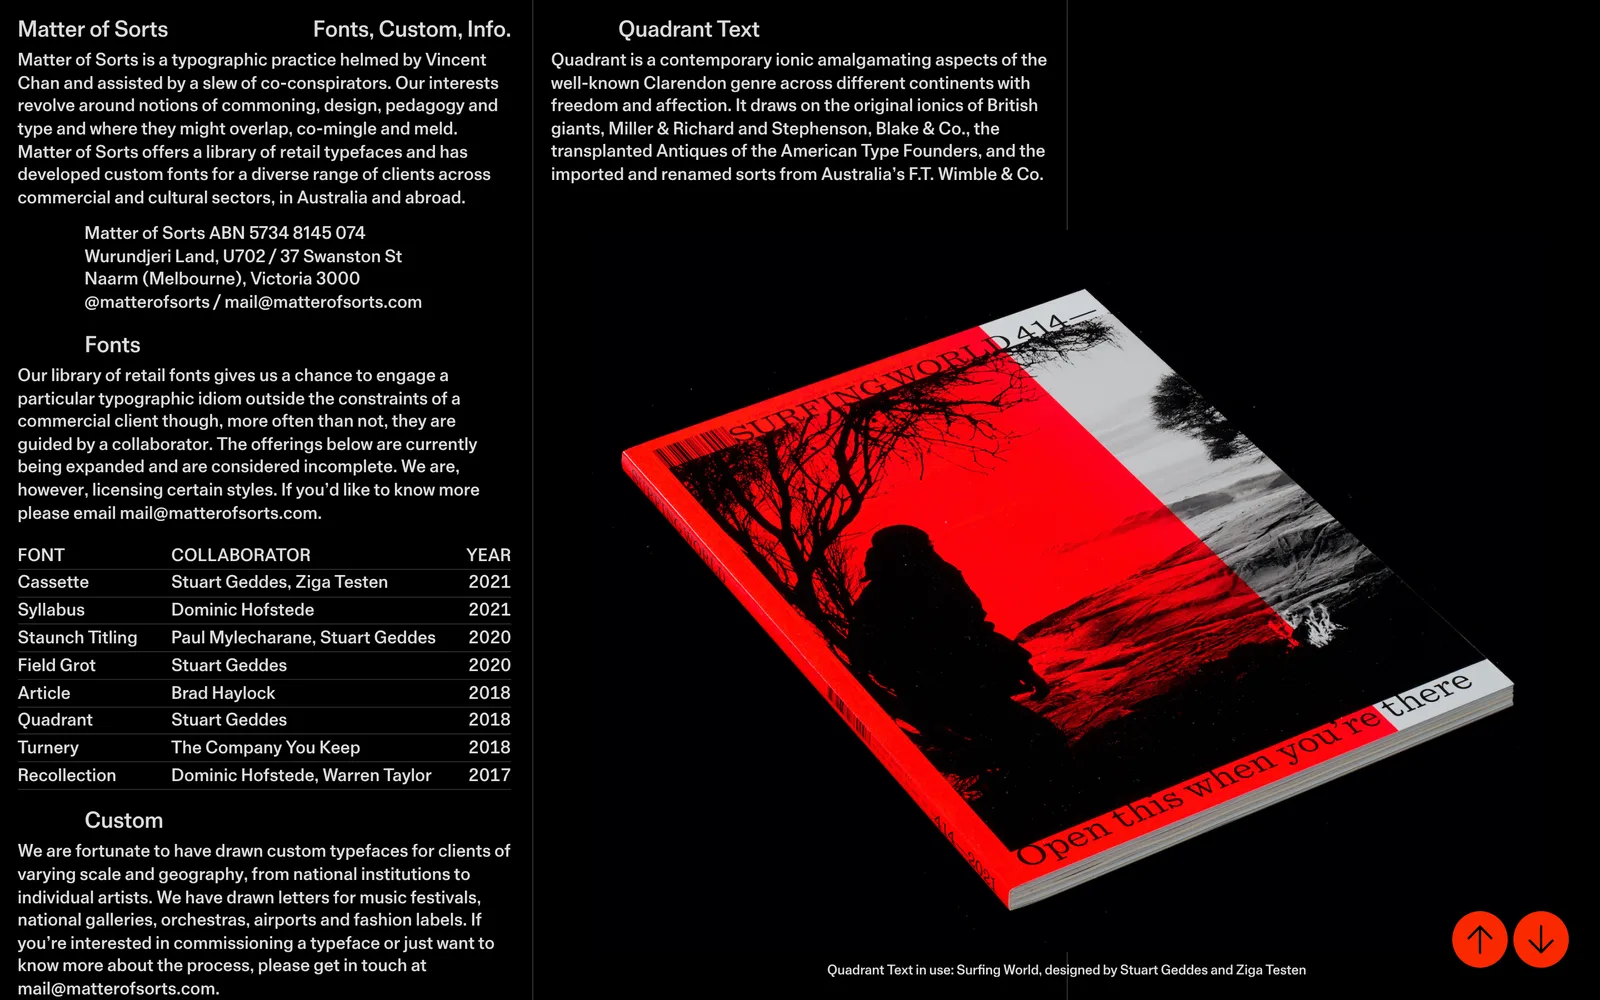 Matter of Sorts
Fonts, Custom, Info.
Matter of Sorts is a typographic practice helmed by Vincent
Chan and assisted by a slew of co-conspirators. Our interests
revolve around notions of commoning, design, pedagogy and
type and where they might overlap, co-mingle and meld.
Matter of Sorts offers a library of retail typefaces and has
developed custom fonts for a diverse range of clients across
commercial and cultural sectors, in Australia and abroad.
Matter of Sorts ABN 5734 8145 074
Wurundjeri Land, U702 / 37 Swanston St
Naarm (Melbourne), Victoria 3000
@matterofsorts / mail@matterofsorts.com
Fonts
Our library of retail fonts gives us a chance to engage a
particular typographic idiom outside the constraints of a
commercial client though, more often than not, they are
guided by a collaborator. The offerings below are currently
being expanded and are considered incomplete. We are,
however, licensing certain styles. If you’d like to know more
please email mail@matterofsorts.com.
FONT COLLABORATOR YEAR
Cassette Stuart Geddes, Ziga Testen 2021
Syllabus Dominic Hofstede 2021
Staunch Titling Paul Mylecharane, Stuart Geddes 2020
Field Grot Stuart Geddes 2020
Article Brad Haylock 2018
Quadrant Stuart Geddes 2018
Turnery The Company You Keep 2018
Recollection Dominic Hofstede, Warren Taylor 2017
Custom
We are fortunate to have drawn custom typefaces for clients of
varying scale and geography, from national institutions to
individual artists. We have drawn letters for music festivals,
national galleries, orchestras, airports and fashion labels. If
you’re interested in commissioning a typeface or just want to
know more about the process, please get in touch at
mail@matterofsorts.com.
Quadrant Text
Quadrant is a contemporary ionic amalgamating aspects of the
well-known Clarendon genre across different continents with
freedom and affection. It draws on the original ionics of British
giants, Miller & Richard and Stephenson, Blake & Co., the
transplanted Antiques of the American Type Founders, and the
imported and renamed sorts from Australia’s F.T. Wimble & Co.
SURFING WORLD 414—
Open this when you’re there
414—2021
Quadrant Text in use: Surfing World, designed by Stuart Geddes and Ziga Testen